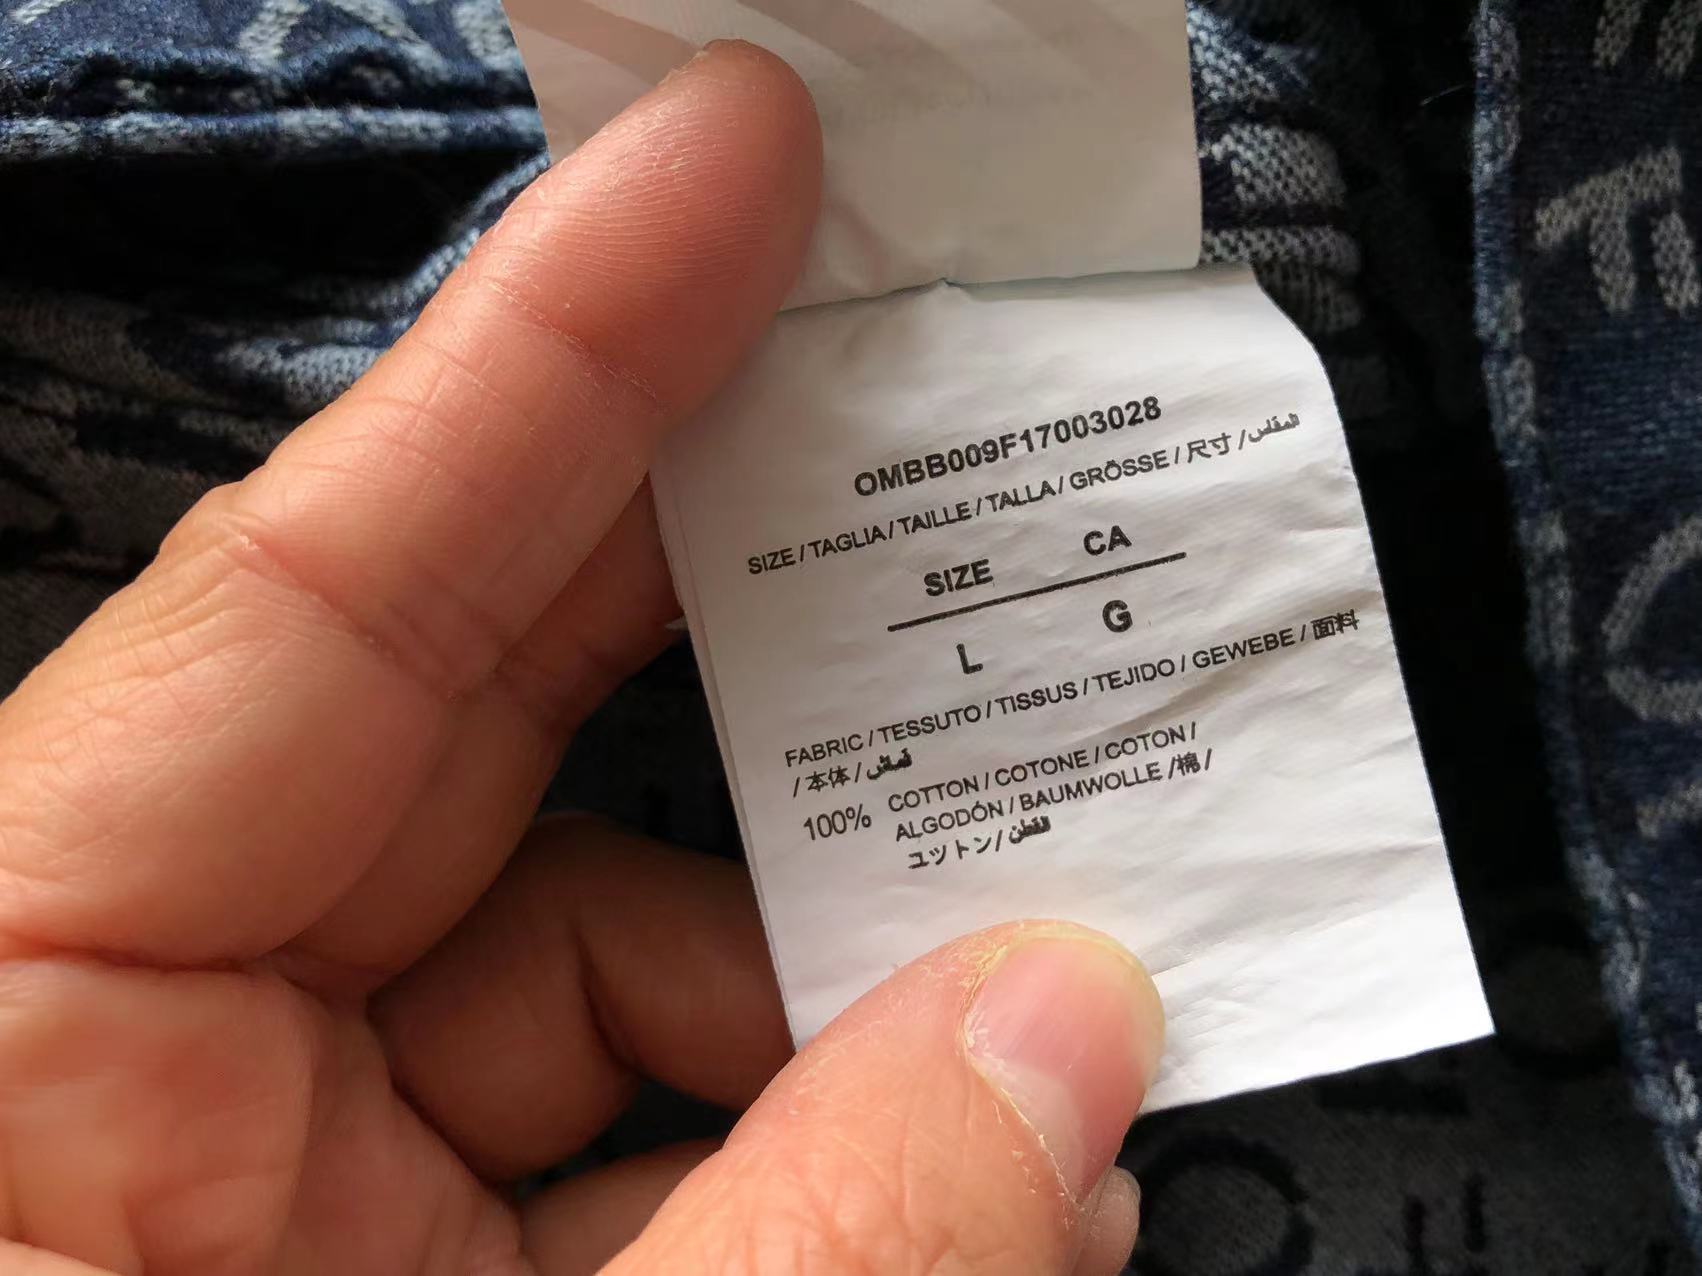 OMBB009F17003028
SIZE / TAGLIA / TAILLE / TALLA / GRÖSSE / 尺寸 / المقاس
SIZE CA
L G
FABRIC / TESSUTO / TISSUS / TEJIDO / GEWEBE / 面料
/ 本体 / قماش
100% COTTON / COTONE / COTON /
ALGODÓN / BAUMWOLLE / 棉 /
ユットン / القطن